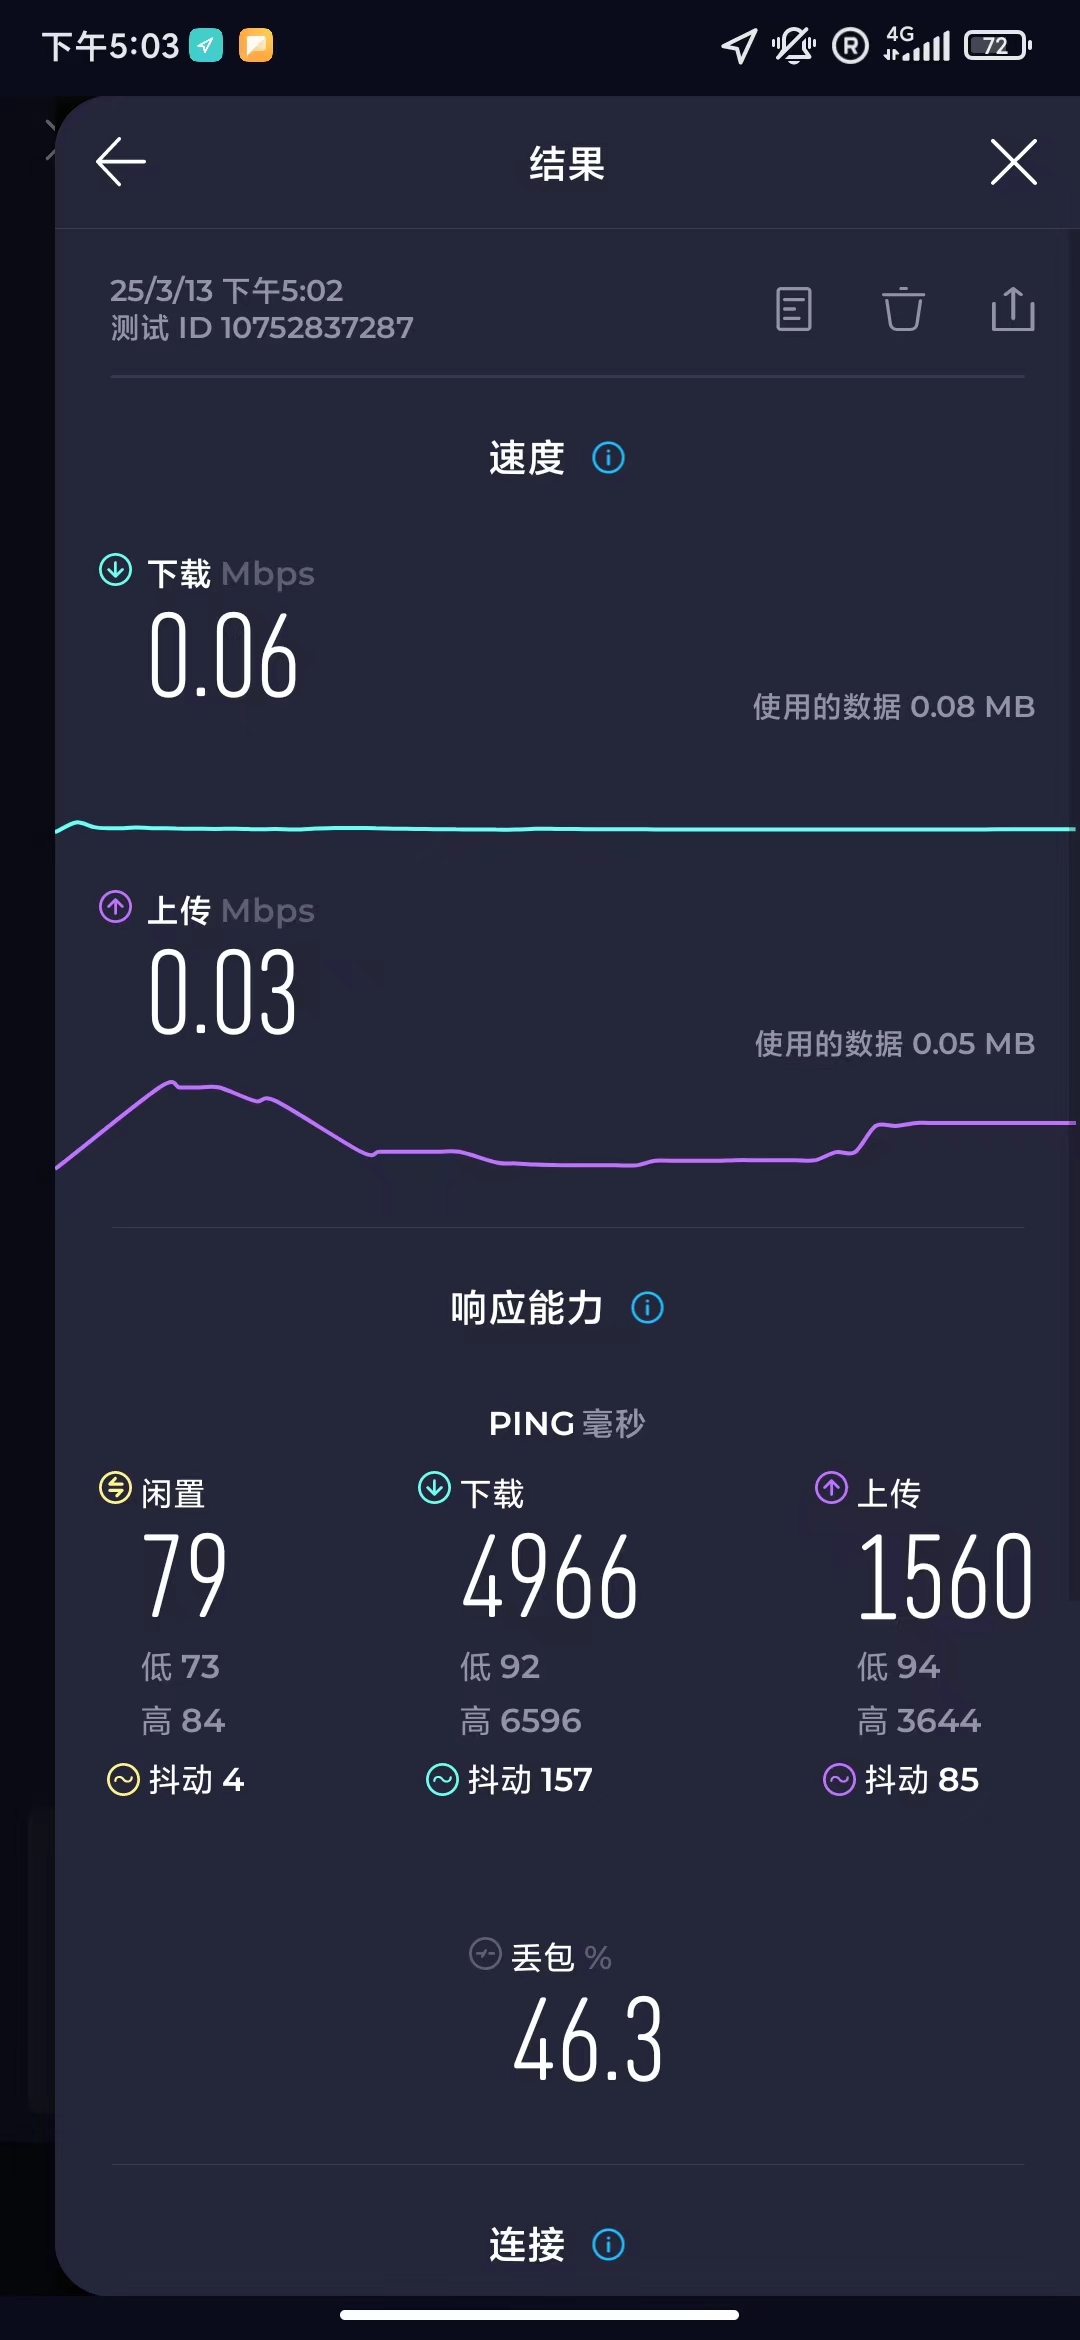 下午5:03
R
4G
72
结果
25/3/13 下午5:02
测试 ID 10752837287
速度
下载 Mbps
0.06
使用的数据 0.08 MB
上传 Mbps
0.03
使用的数据 0.05 MB
响应能力
PING 毫秒
闲置 下载 上传
79 4966 1560
低 73 低 92 低 94
高 84 高 6596 高 3644
抖动 4 抖动 157 抖动 85
丢包 %
46.3
连接